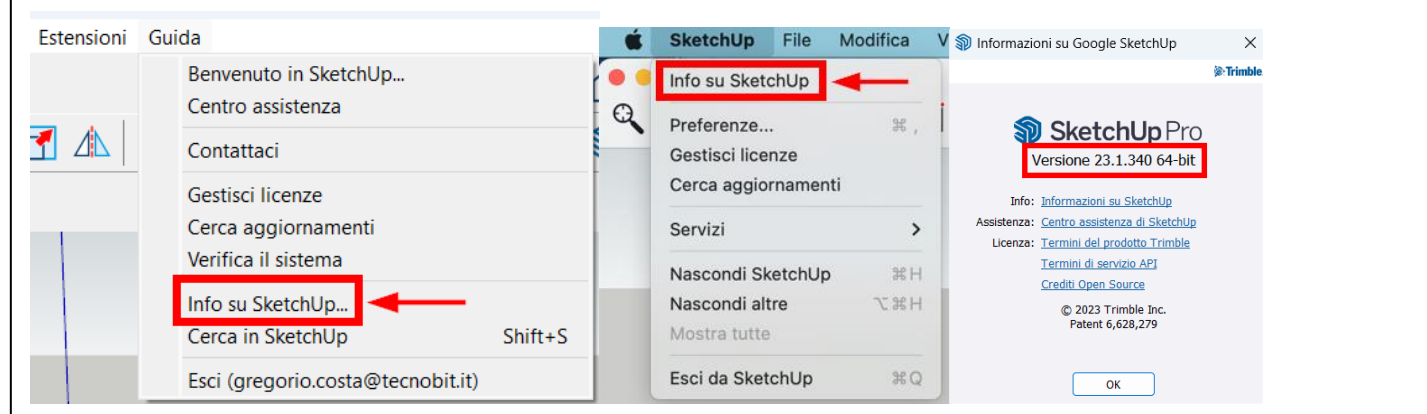 Estensioni Guida
Benvenuto in SketchUp...
Centro assistenza
Contattaci
Gestisci licenze
Cerca aggiornamenti
Verifica il sistema
Info su SketchUp...
Cerca in SketchUp Shift+S
Esci (gregorio.costa@tecnobit.it)
SketchUp File Modifica V
Info su SketchUp
Preferenze... ⌘ ,
Gestisci licenze
Cerca aggiornamenti
Servizi >
Nascondi SketchUp ⌘ H
Nascondi altre ⌥ ⌘ H
Mostra tutte
Esci da SketchUp ⌘ Q
Informazioni su Google SketchUp
Trimble
SketchUp Pro
Versione 23.1.340 64-bit
Info: Informazioni su SketchUp
Assistenza: Centro assistenza di SketchUp
Licenza: Termini del prodotto Trimble
Termini di servizio API
Crediti Open Source
© 2023 Trimble Inc.
Patent 6,628,279
OK